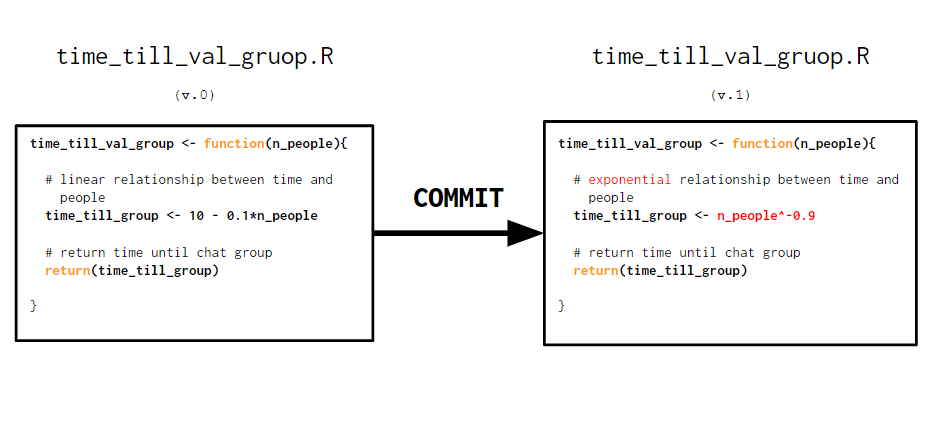 time_till_val_gruop.R
(v.0)
time_till_val_group <- function(n_people){
# linear relationship between time and
people
time_till_group <- 10 - 0.1*n_people
# return time until chat group
return(time_till_group)
}
COMMIT
time_till_val_gruop.R
(v.1)
time_till_val_group <- function(n_people){
# exponential relationship between time and
people
time_till_group <- n_people^-0.9
# return time until chat group
return(time_till_group)
}